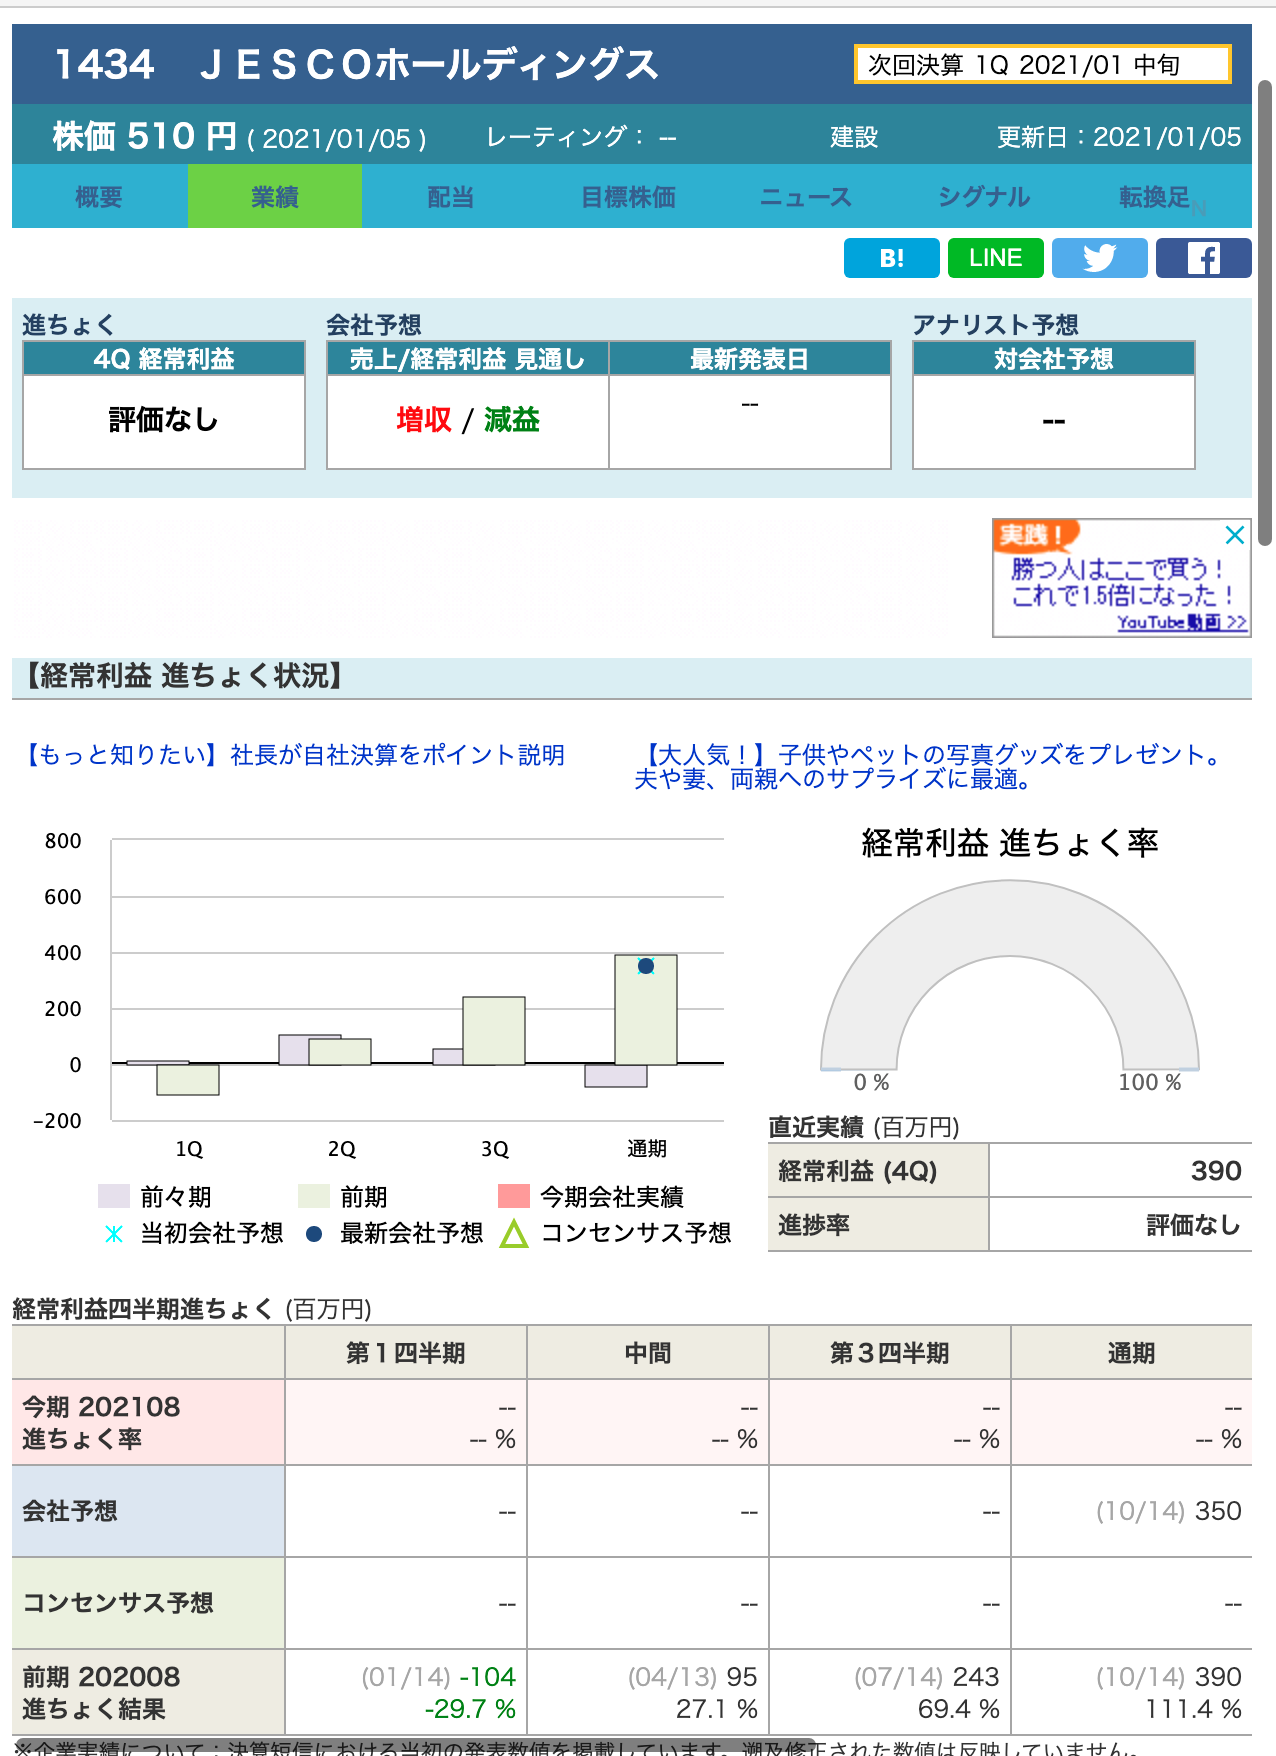 1434　ＪＥＳＣＯホールディングス
次回決算 1Q 2021/01 中旬
株価 510 円 ( 2021/01/05 )
レーティング： --
建設
更新日：2021/01/05
概要
業績
配当
目標株価
ニュース
シグナル
転換足
N
B!
LINE
進ちょく
会社予想
アナリスト予想
4Q 経常利益
売上/経常利益 見通し
最新発表日
対会社予想
評価なし
増収 / 減益
--
--
実践！
勝つ人はここで買う！
これで1.5倍になった！
YouTube動画 >>
【経常利益 進ちょく状況】
【もっと知りたい】社長が自社決算をポイント説明
【大人気！】子供やペットの写真グッズをプレゼント。
夫や妻、両親へのサプライズに最適。
800
600
400
200
0
-200
1Q
2Q
3Q
通期
前々期
前期
今期会社実績
当初会社予想
最新会社予想
コンセンサス予想
経常利益 進ちょく率
0 %
100 %
直近実績 (百万円)
経常利益 (4Q) 390
進捗率 評価なし
経常利益四半期進ちょく (百万円)
第１四半期 中間 第３四半期 通期
今期 202108 -- -- -- --
進ちょく率 -- % -- % -- % -- %
会社予想 -- -- -- (10/14) 350
コンセンサス予想 -- -- -- --
前期 202008 (01/14) -104 (04/13) 95 (07/14) 243 (10/14) 390
進ちょく結果 -29.7 % 27.1 % 69.4 % 111.4 %
※企業実績について：決算短信における当初の発表数値を掲載しています。遡及修正された数値は反映していません。